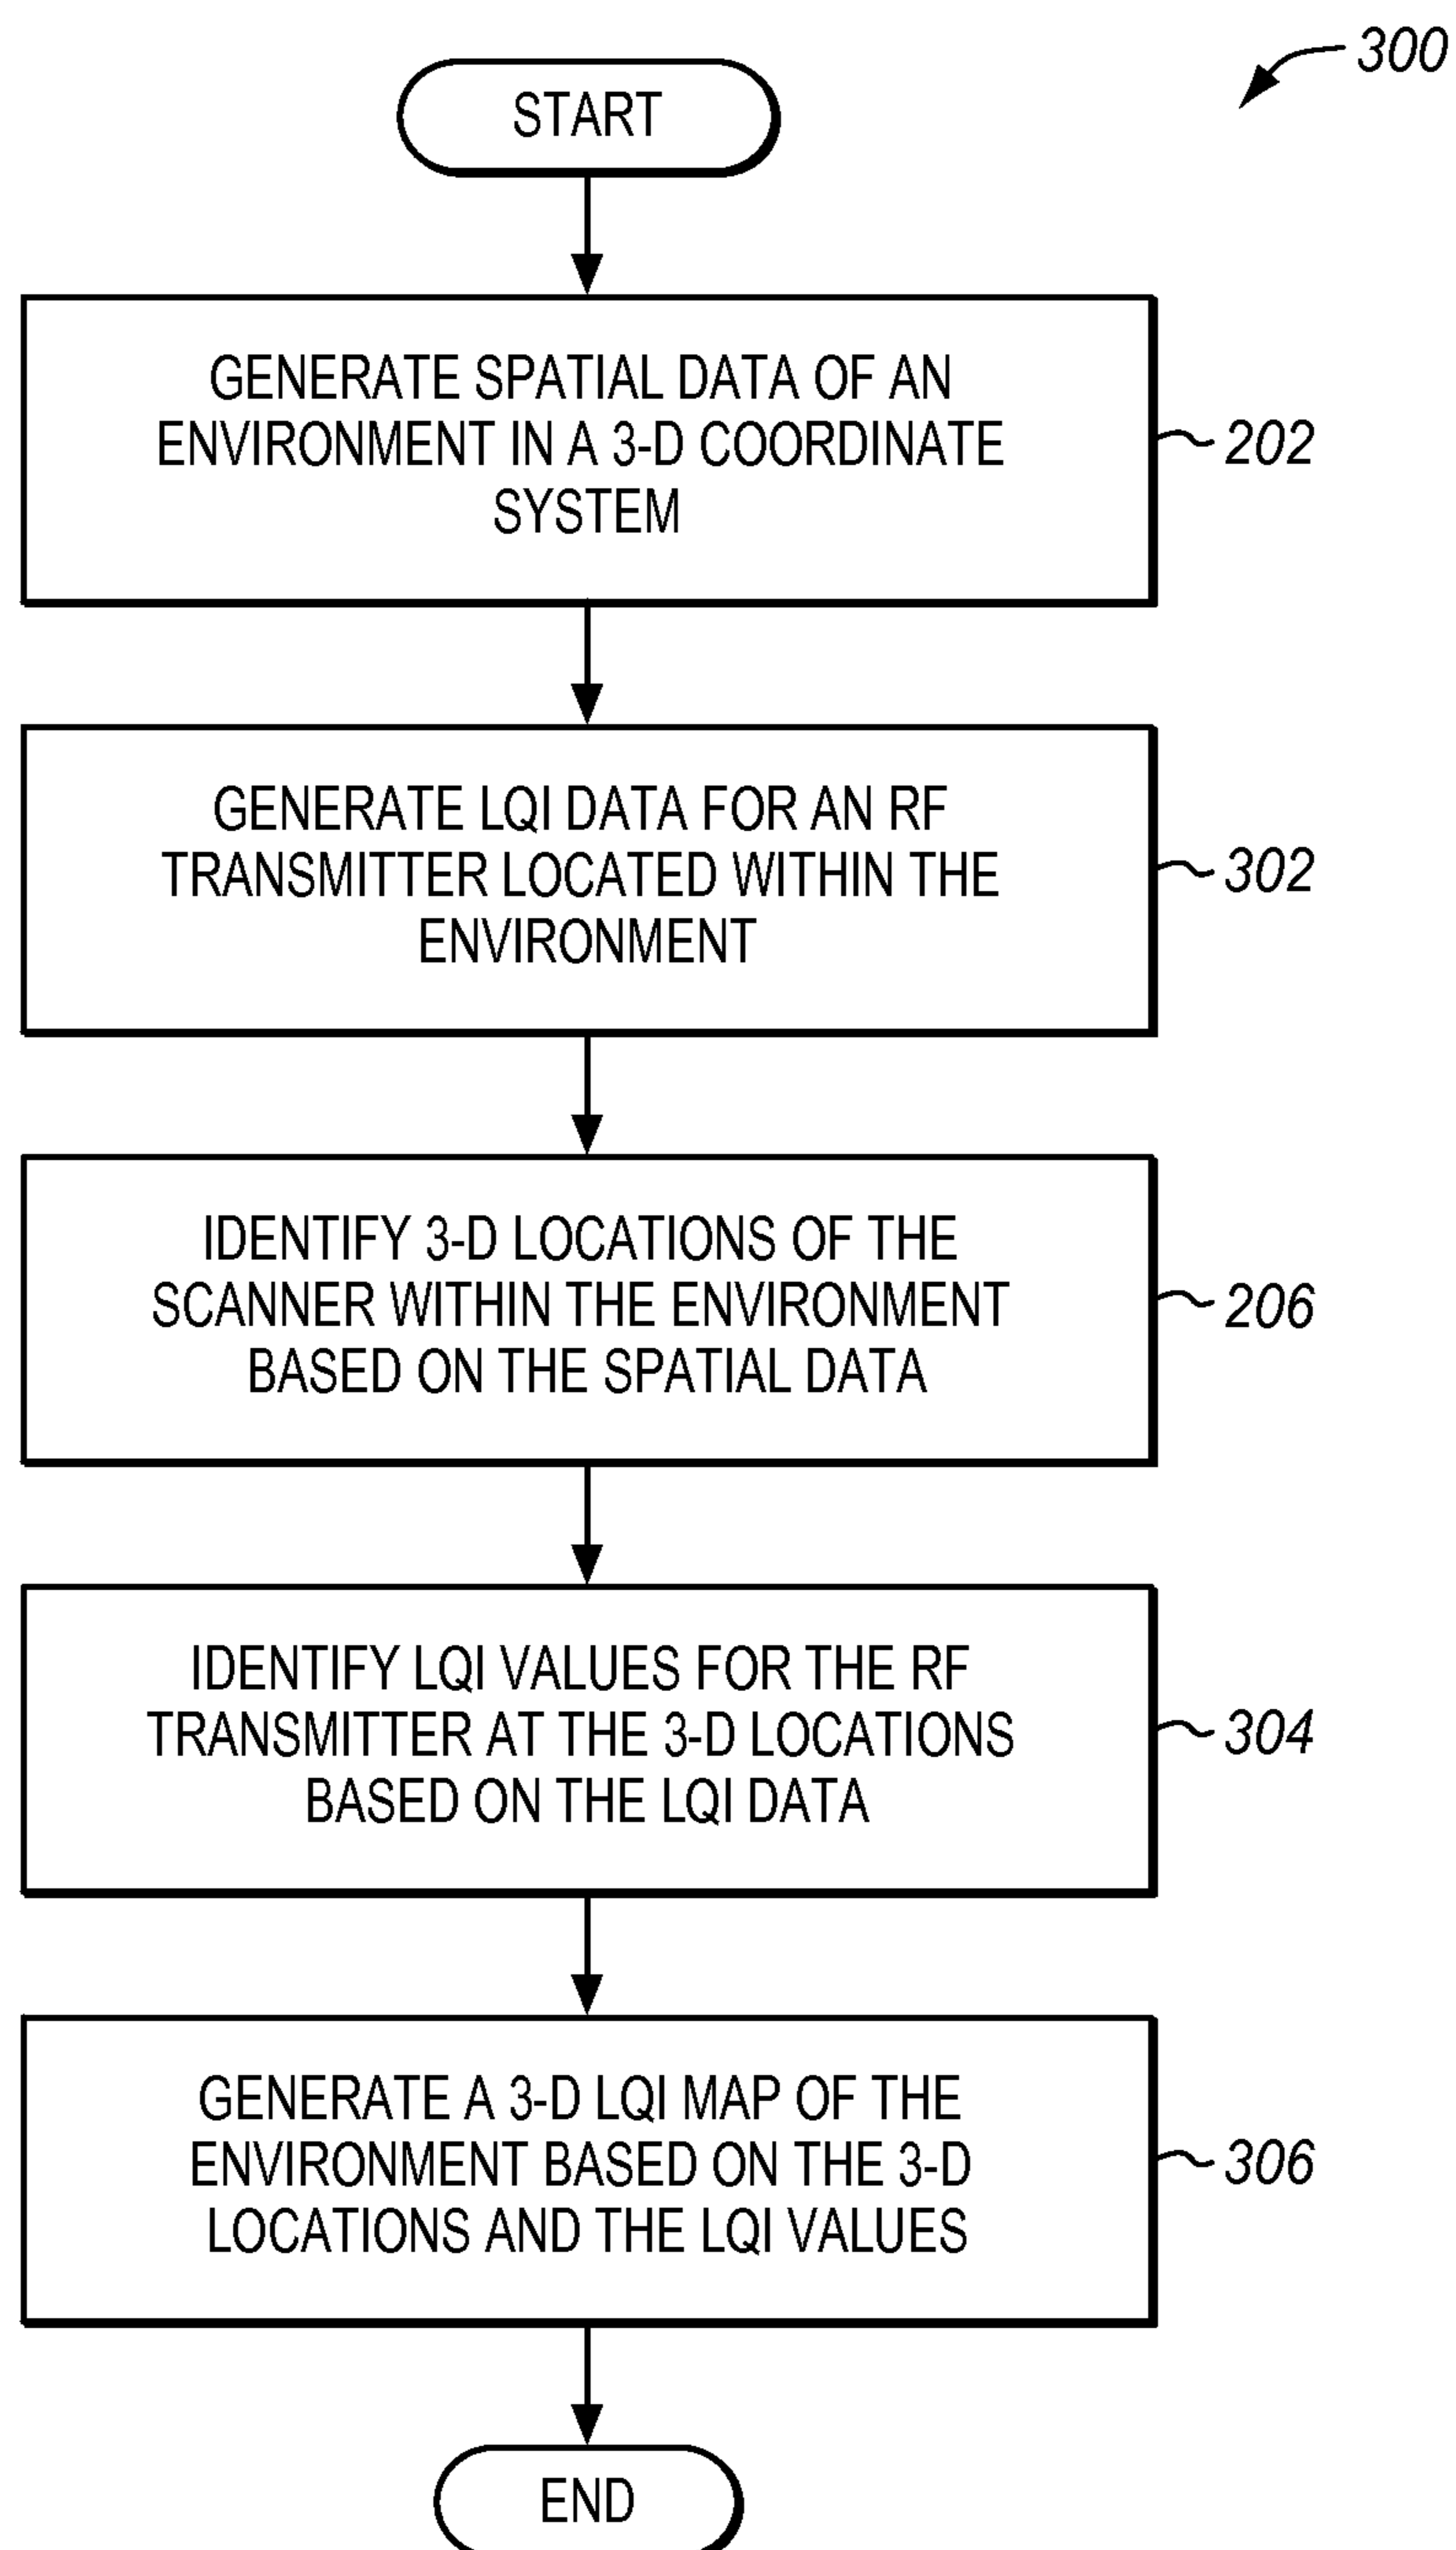 300
START
GENERATE SPATIAL DATA OF AN
ENVIRONMENT IN A 3-D COORDINATE
SYSTEM
202
GENERATE LQI DATA FOR AN RF
TRANSMITTER LOCATED WITHIN THE
ENVIRONMENT
302
IDENTIFY 3-D LOCATIONS OF THE
SCANNER WITHIN THE ENVIRONMENT
BASED ON THE SPATIAL DATA
206
IDENTIFY LQI VALUES FOR THE RF
TRANSMITTER AT THE 3-D LOCATIONS
BASED ON THE LQI DATA
304
GENERATE A 3-D LQI MAP OF THE
ENVIRONMENT BASED ON THE 3-D
LOCATIONS AND THE LQI VALUES
306
END